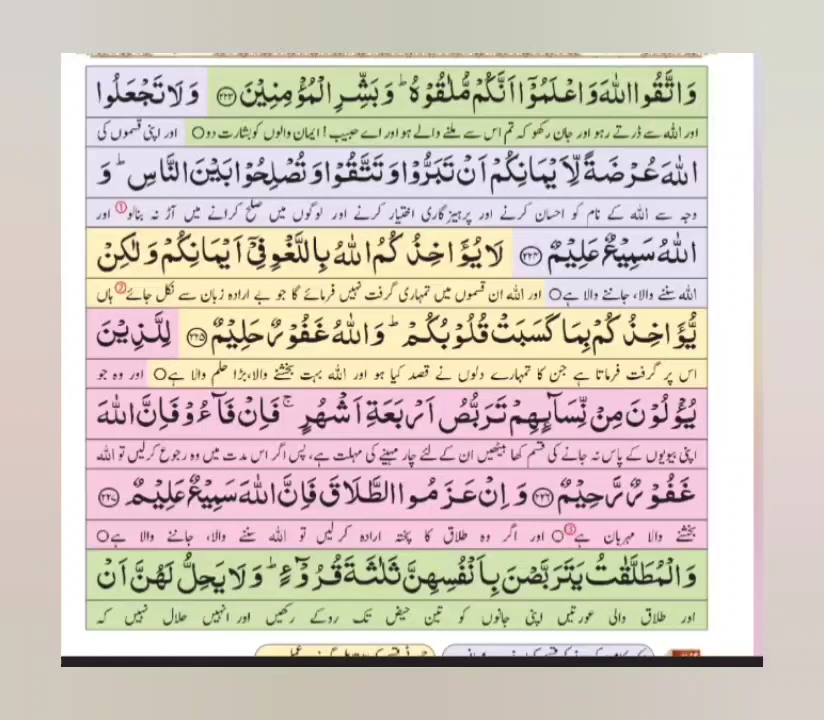 وَاتَّقُوا اللّٰهَ وَاعْلَمُوْۤا اَنَّكُمْ مُّلٰقُوْهُ ؕ وَبَشِّرِ الْمُؤْمِنِیْنَ ﴿۲۲۳﴾ وَلَا تَجْعَلُوا
اور اللہ سے ڈرتے رہو اور جان رکھو کہ تم اس سے ملنے والے ہو اور اے حبیب! ایمان والوں کو بشارت دو○ اور اپنی قسموں کی
اللّٰهَ عُرْضَةً لِّاَیْمَانِكُمْ اَنْ تَبَرُّوْا وَتَتَّقُوْا وَتُصْلِحُوْا بَیْنَ النَّاسِ ؕ وَ
وجہ سے اللہ کے نام کو احسان کرنے اور پرہیزگاری اختیار کرنے اور لوگوں میں صلح کرانے میں آڑ نہ بنالو① اور
اللّٰهُ سَمِیْعٌ عَلِیْمٌ ﴿۲۲۴﴾ لَا یُؤَاخِذُكُمُ اللّٰهُ بِاللَّغْوِ فِیْۤ اَیْمَانِكُمْ وَلٰكِنْ
اللہ سننے والا، جاننے والا ہے○ اور اللہ ان قسموں میں تمہاری گرفت نہیں فرمائے گا جو بے ارادہ زبان سے نکل جائے② ہاں
یُّؤَاخِذُكُمْ بِمَا كَسَبَتْ قُلُوْبُكُمْ ؕ وَاللّٰهُ غَفُوْرٌ حَلِیْمٌ ﴿۲۲۵﴾ لِلَّذِیْنَ
اس پر گرفت فرماتا ہے جن کا تمہارے دلوں نے قصد کیا ہو اور اللہ بہت بخشنے والا، بڑا حلم والا ہے○ اور وہ جو
یُؤْلُوْنَ مِنْ نِّسَآىِٕهِمْ تَرَبُّصُ اَرْبَعَةِ اَشْهُرٍ ۚ فَاِنْ فَآءُوْ فَاِنَّ اللّٰهَ
اپنی بیویوں کے پاس نہ جانے کی قسم کھا بیٹھیں ان کے لئے چار مہینے کی مہلت ہے، پس اگر اس مدت میں وہ رجوع کرلیں تو اللہ
غَفُوْرٌ رَّحِیْمٌ ﴿۲۲۶﴾ وَاِنْ عَزَمُوا الطَّلَاقَ فَاِنَّ اللّٰهَ سَمِیْعٌ عَلِیْمٌ ﴿۲۲۷﴾
بخشنے والا مہربان ہے③○ اور اگر وہ طلاق کا پختہ ارادہ کرلیں تو اللہ سننے والا، جاننے والا ہے○
وَالْمُطَلَّقٰتُ یَتَرَبَّصْنَ بِاَنْفُسِهِنَّ ثَلٰثَةَ قُرُوْٓءٍ ؕ وَلَا یَحِلُّ لَهُنَّ اَنْ
اور طلاق والی عورتیں اپنی جانوں کو تین حیض تک روکے رکھیں اور انہیں حلال نہیں کہ